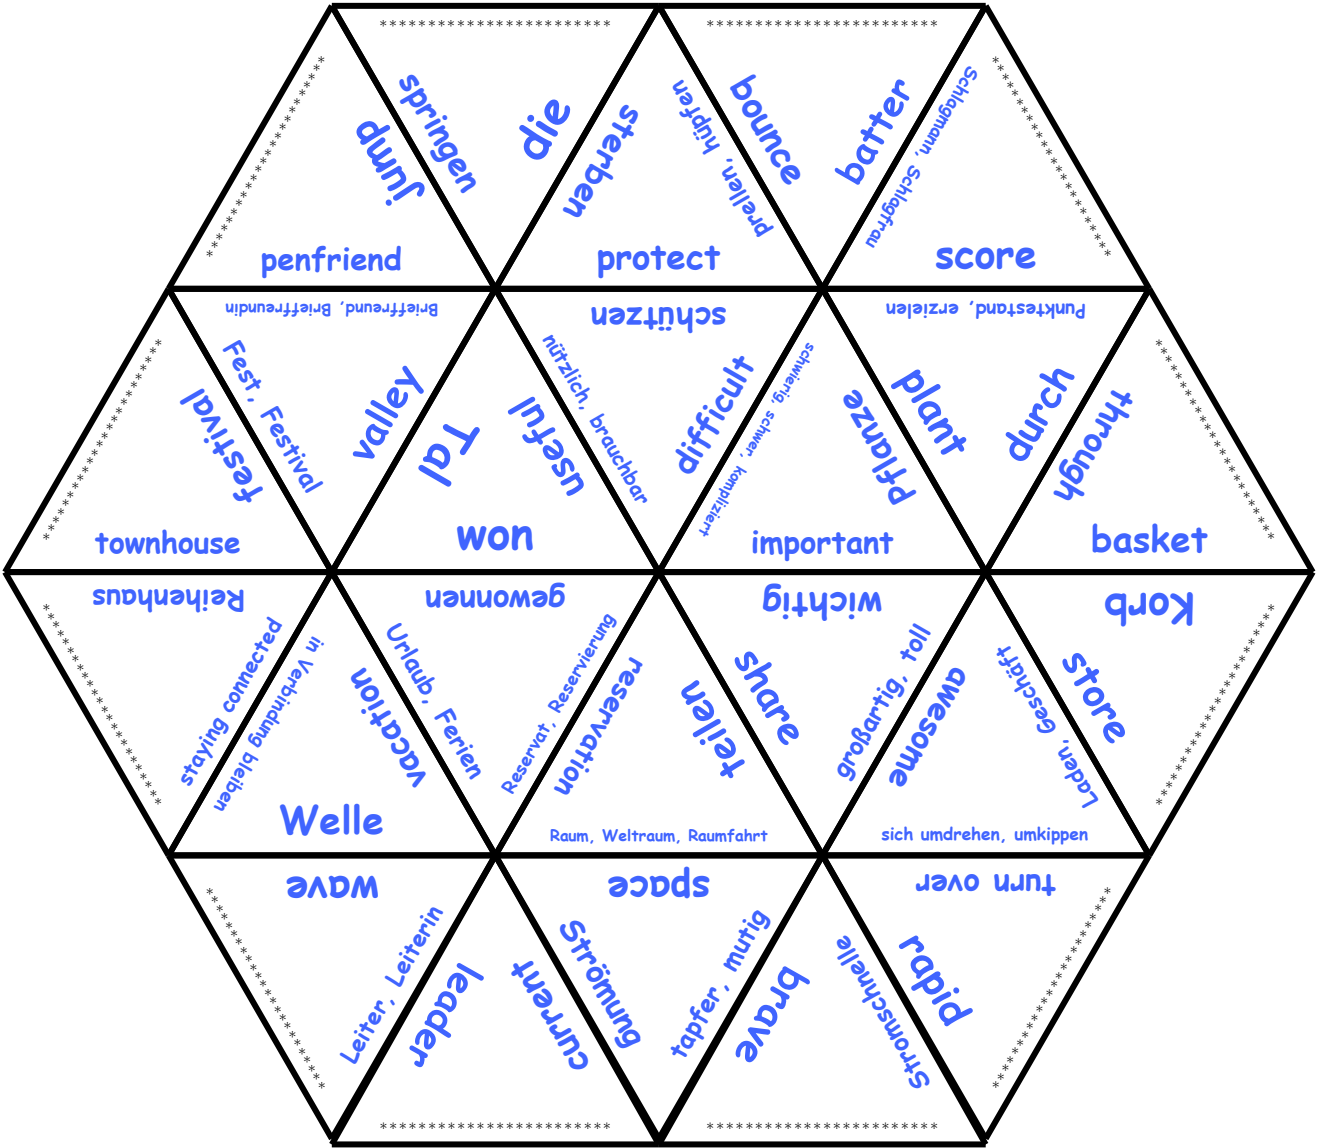 **********************
**********************
**********************
springen
jump
die
sterben
prellen, hüpfen
bounce
batter
Schlagmann, Schlagfrau
**********************
penfriend
protect
score
Brieffreund, Brieffreundin
schützen
Punktestand, erzielen
**********************
festival
Fest, Festival
valley
Tal
useful
nützlich, brauchbar
difficult
schwierig, schwer, kompliziert
pflanze
plant
durch
through
**********************
townhouse
won
important
basket
Reihenhaus
gewonnen
wichtig
Korb
**********************
staying connected
in Verbindung bleiben
vacation
Urlaub, Ferien
Reservat, Reservierung
reservation
teilen
share
großartig, toll
awesome
Laden, Geschäft
store
**********************
Welle
Raum, Weltraum, Raumfahrt
sich umdrehen, umkippen
wave
space
turn over
**********************
Leiter, Leiterin
leader
current
Strömung
tapfer, mutig
brave
Stromschnelle
rapid
**********************
**********************
**********************